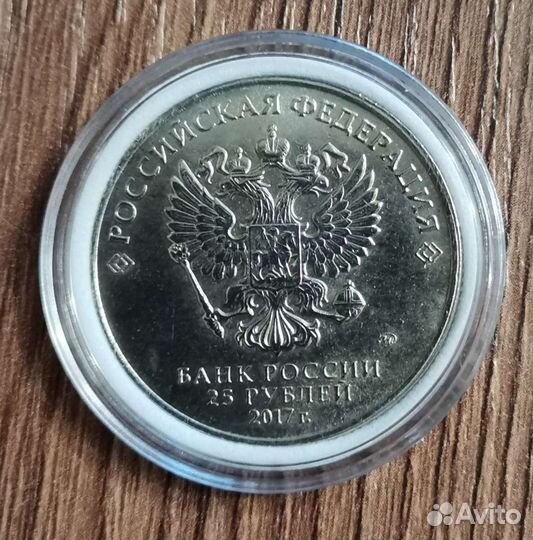 РОССИЙСКАЯ ФЕДЕРАЦИЯ
БАНК РОССИИ
25 РУБЛЕЙ
2017 г.
Avito